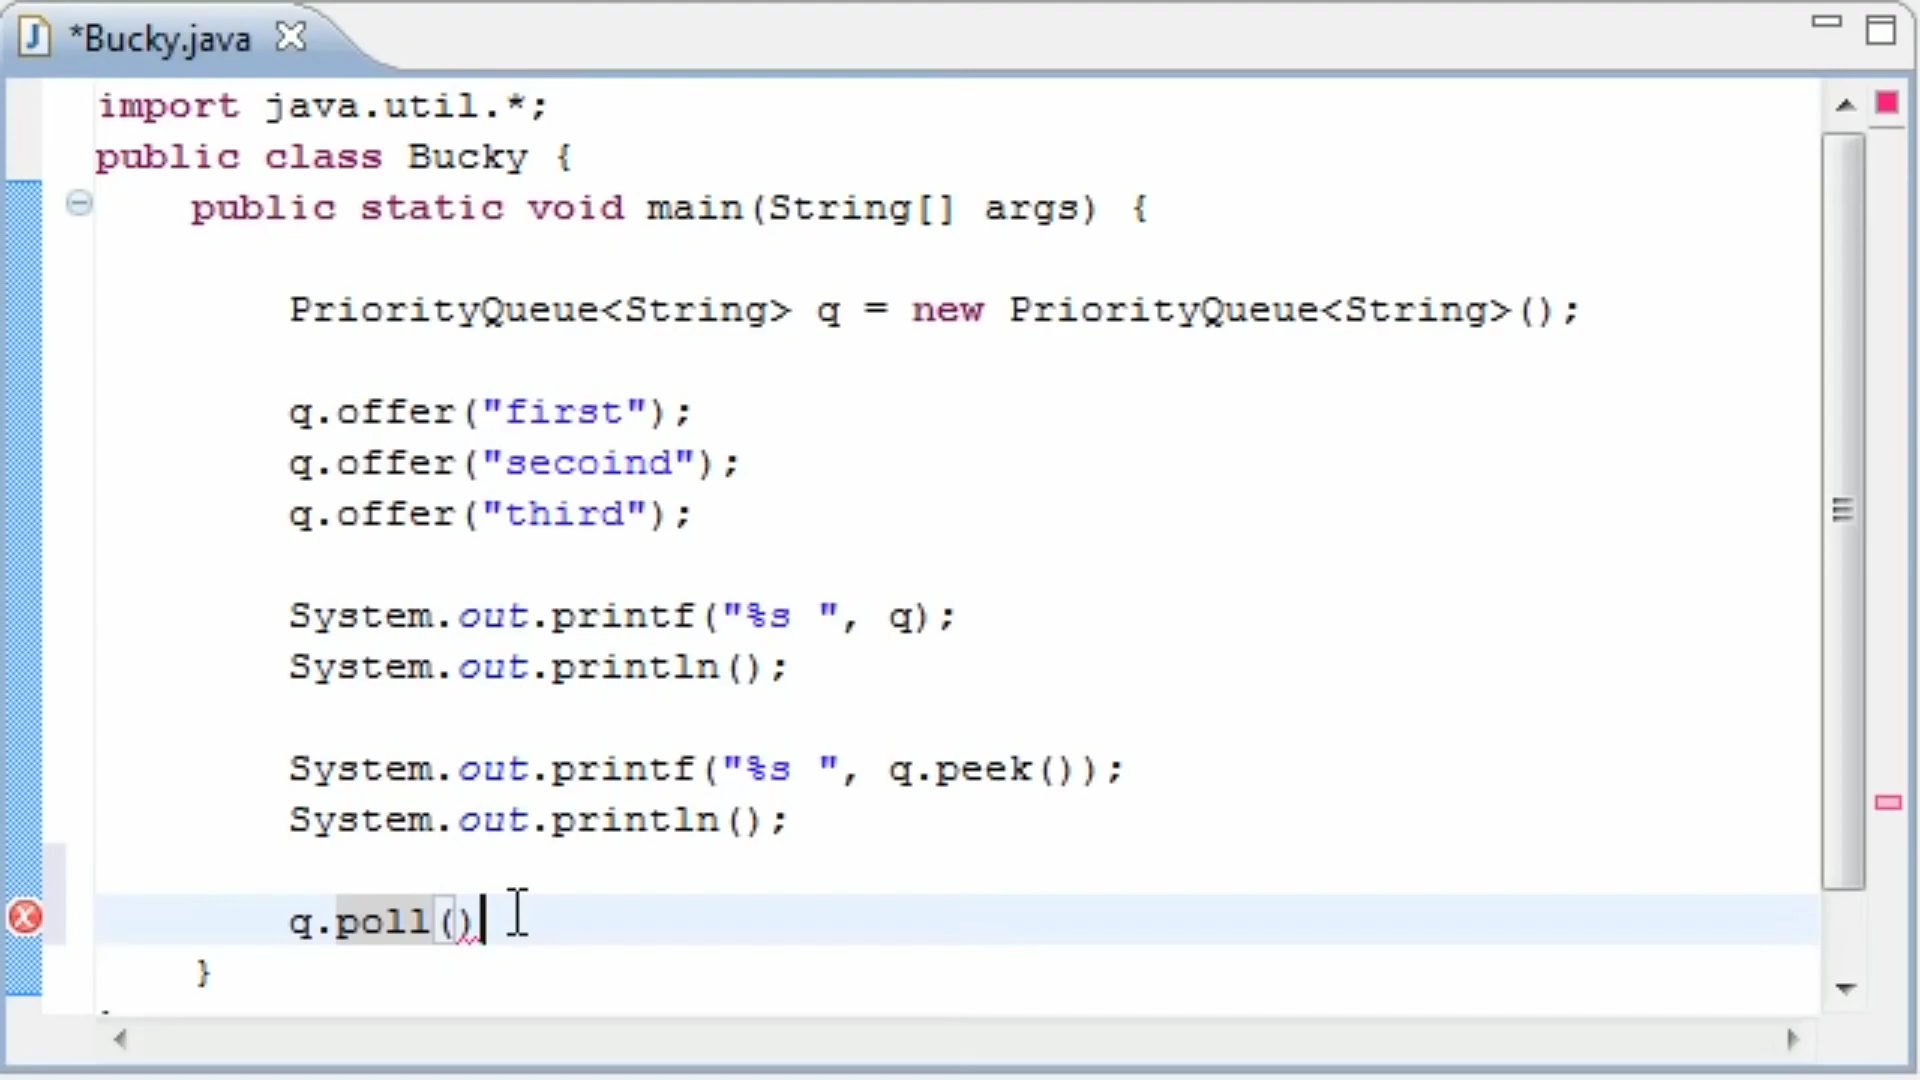 *Bucky.java
import java.util.*;
public class Bucky {
public static void main(String[] args) {
PriorityQueue<String> q = new PriorityQueue<String>();
q.offer("first");
q.offer("secoind");
q.offer("third");
System.out.printf("%s ", q);
System.out.println();
System.out.printf("%s ", q.peek());
System.out.println();
q.poll()
}